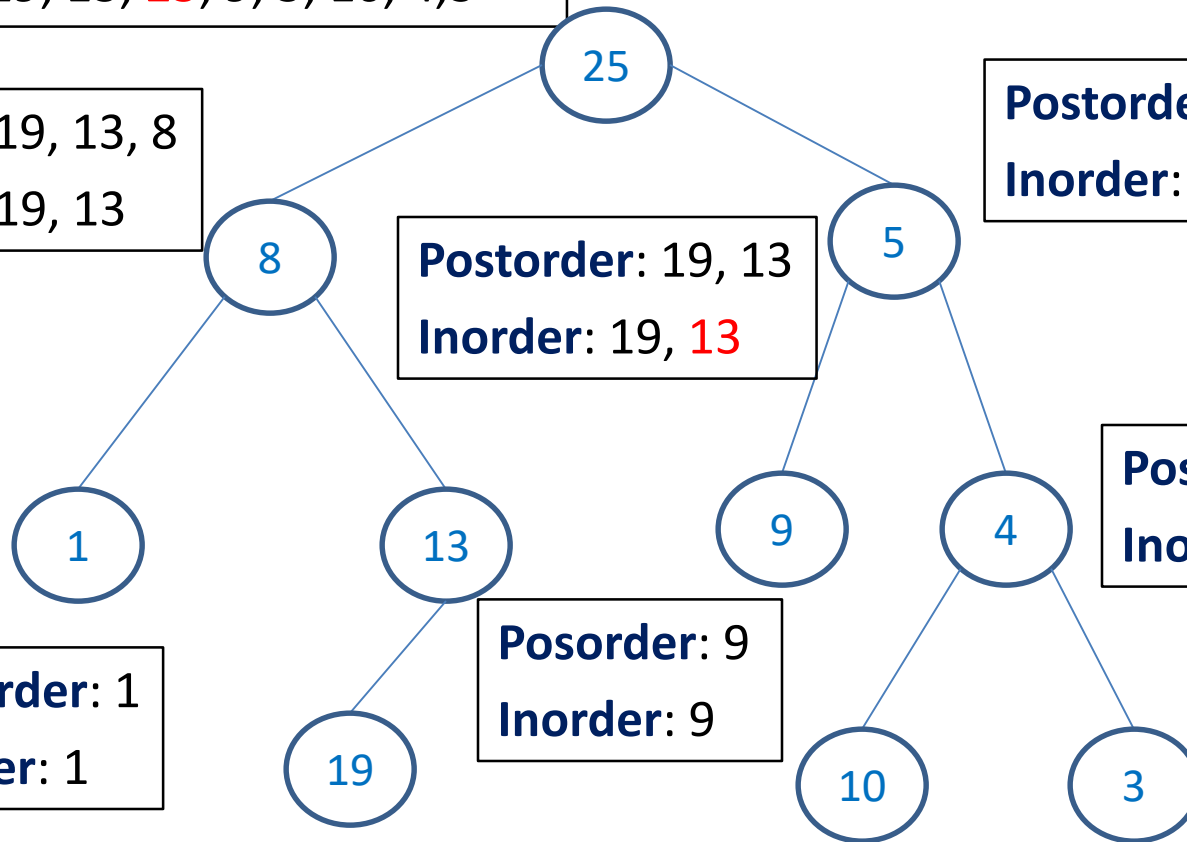 25
Postorde
19, 13, 8
Inorder:
19, 13
8
5
Postorder: 19, 13
Inorder: 19, 13
Pos
1
13
9
4
Ino
Posorder: 9
rder: 1
Inorder: 9
er: 1
19
10
3